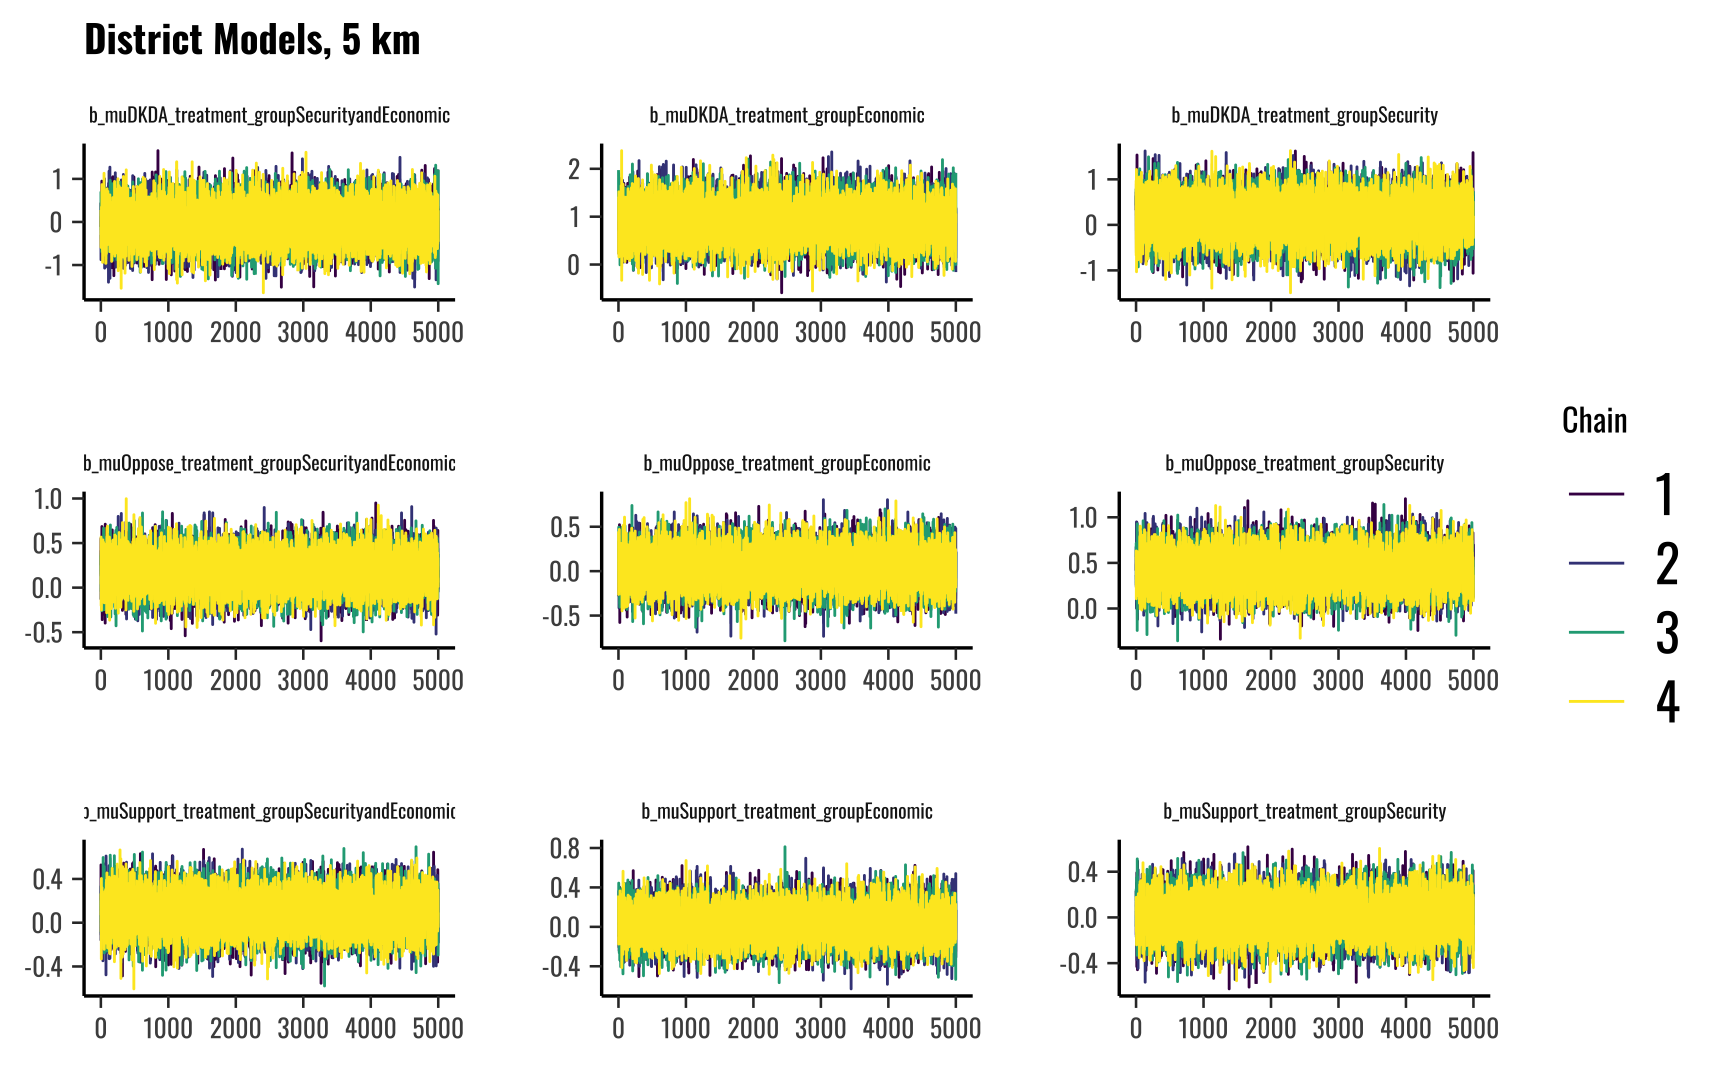 District Models, 5 km
b_muDKDA_treatment_groupSecurityandEconomic
b_muDKDA_treatment_groupEconomic
b_muDKDA_treatment_groupSecurity
1
0
-1
0 1000 2000 3000 4000 5000
2
1
0
0 1000 2000 3000 4000 5000
1
0
-1
0 1000 2000 3000 4000 5000
b_muOppose_treatment_groupSecurityandEconomic
b_muOppose_treatment_groupEconomic
b_muOppose_treatment_groupSecurity
1.0
0.5
0.0
-0.5
0 1000 2000 3000 4000 5000
0.5
0.0
-0.5
0 1000 2000 3000 4000 5000
1.0
0.5
0.0
0 1000 2000 3000 4000 5000
b_muSupport_treatment_groupSecurityandEconomic
b_muSupport_treatment_groupEconomic
b_muSupport_treatment_groupSecurity
0.4
0.0
-0.4
0 1000 2000 3000 4000 5000
0.8
0.4
0.0
-0.4
0 1000 2000 3000 4000 5000
0.4
0.0
-0.4
0 1000 2000 3000 4000 5000
Chain
1
2
3
4